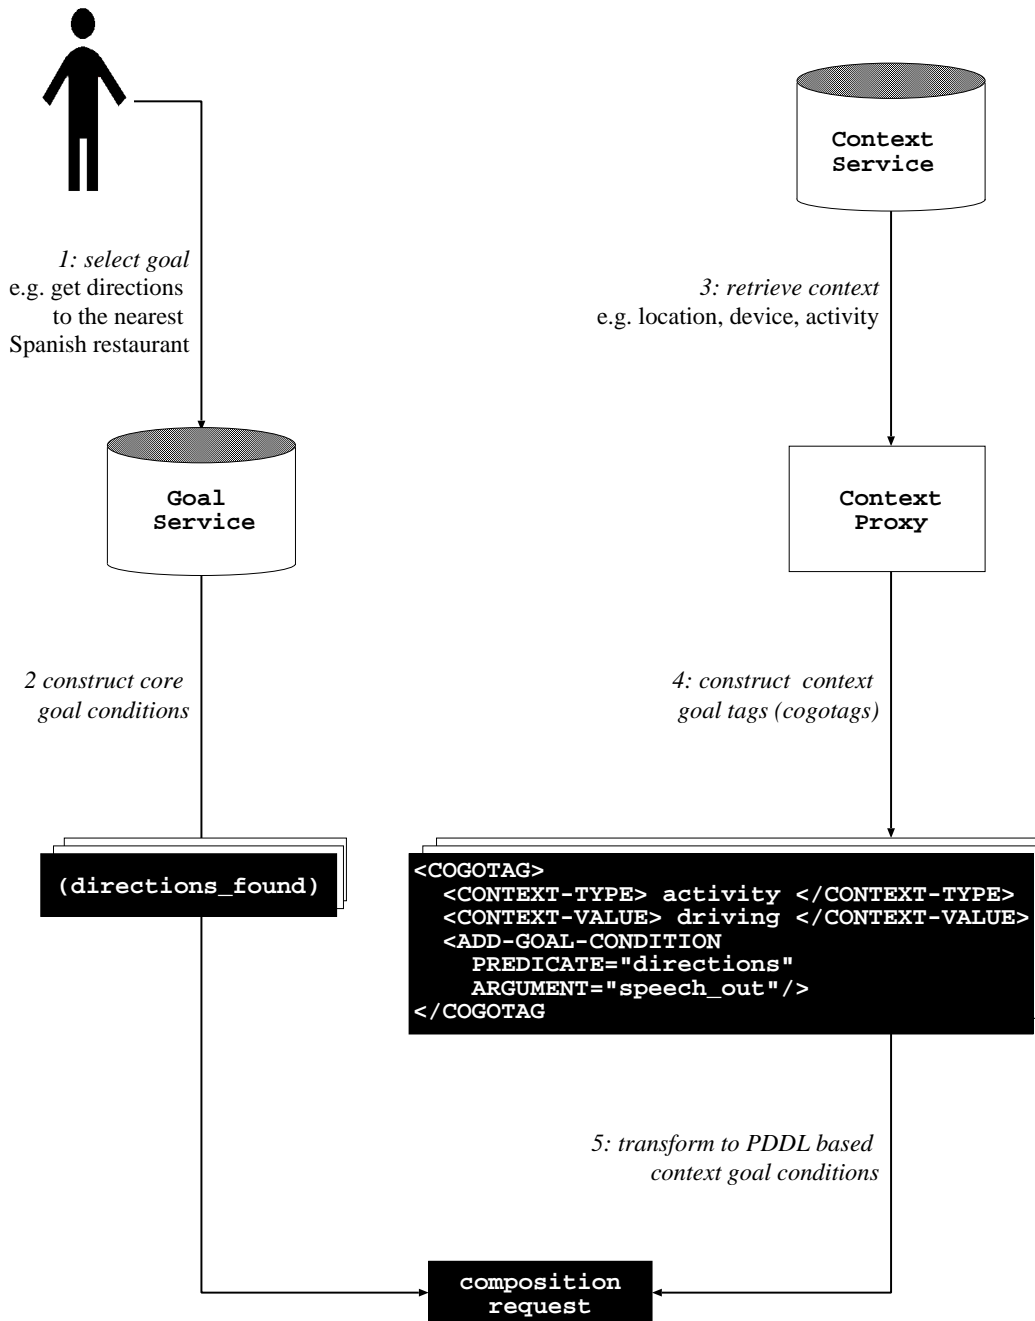 Context
Service
1: select goal
e.g. get directions
to the nearest
Spanish restaurant
3: retrieve context
e.g. location, device, activity
Goal
Service
Context
Proxy
2 construct core
goal conditions
4: construct context
goal tags (cogotags)
(directions_found)
<COGOTAG>
<CONTEXT-TYPE> activity </CONTEXT-TYPE>
<CONTEXT-VALUE> driving </CONTEXT-VALUE>
<ADD-GOAL-CONDITION
PREDICATE="directions"
ARGUMENT="speech_out"/>
</COGOTAG
5: transform to PDDL based
context goal conditions
composition
request